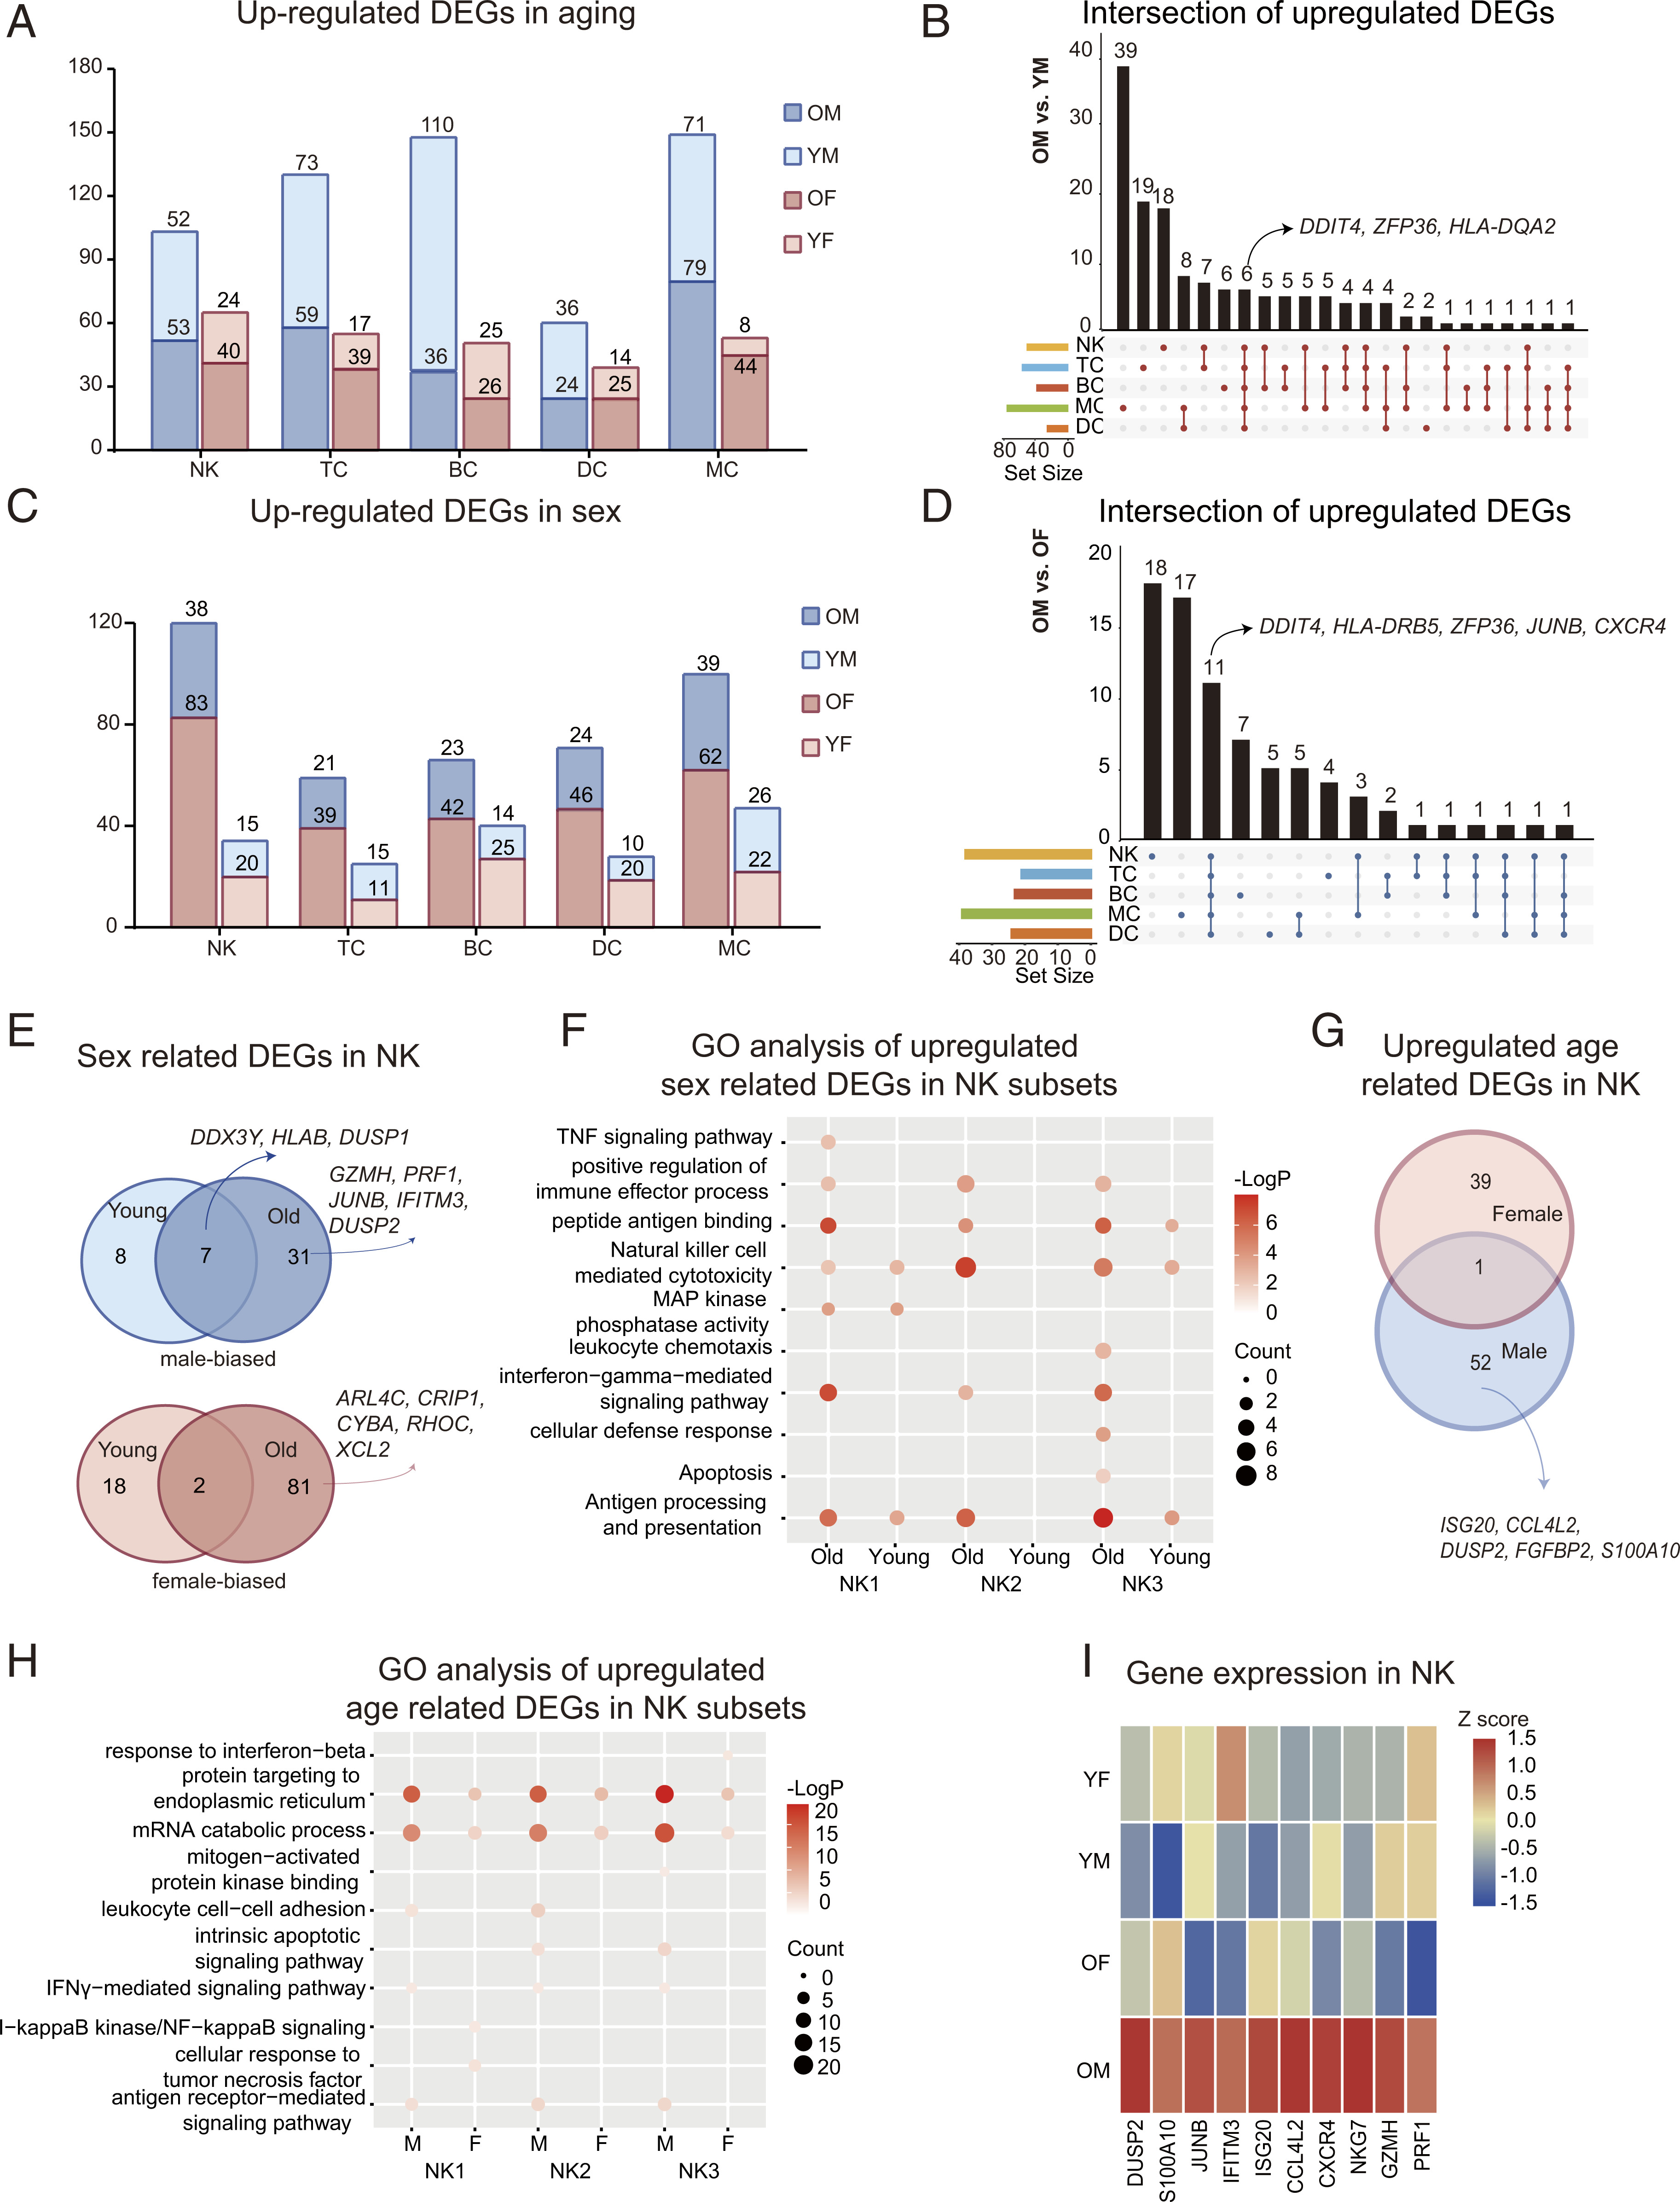 A
Up-regulated DEGs in aging
180
150
120
90
60
30
0
52
53
24
40
73
59
17
39
110
36
25
26
36
24
14
25
71
79
8
44
NK
TC
BC
DC
MC
OM
YM
OF
YF
B
Intersection of upregulated DEGs
OM vs. YM
40
30
20
10
0
39
19
18
8
7
6
6
5
5
5
5
4
4
4
2
2
1
1
1
1
1
1
1
DDIT4, ZFP36, HLA-DQA2
NK
TC
BC
MC
DC
80 40 0
Set Size
C
Up-regulated DEGs in sex
120
80
40
0
38
83
15
20
21
39
15
11
23
42
14
25
24
46
10
20
39
62
26
22
NK
TC
BC
DC
MC
OM
YM
OF
YF
D
Intersection of upregulated DEGs
OM vs. OF
20
15
10
5
0
18
17
11
7
5
5
4
3
2
1
1
1
1
1
1
DDIT4, HLA-DRB5, ZFP36, JUNB, CXCR4
NK
TC
BC
MC
DC
40 30 20 10 0
Set Size
E
Sex related DEGs in NK
DDX3Y, HLAB, DUSP1
GZMH, PRF1,
JUNB, IFITM3,
DUSP2
Young
Old
8
7
31
male-biased
ARL4C, CRIP1,
CYBA, RHOC,
XCL2
Young
Old
18
2
81
female-biased
F
GO analysis of upregulated
sex related DEGs in NK subsets
TNF signaling pathway
positive regulation of
immune effector process
peptide antigen binding
Natural killer cell
mediated cytotoxicity
MAP kinase
phosphatase activity
leukocyte chemotaxis
interferon-gamma-mediated
signaling pathway
cellular defense response
Apoptosis
Antigen processing
and presentation
Old Young Old Young Old Young
NK1 NK2 NK3
-LogP
6
4
2
0
Count
0
2
4
6
8
G
Upregulated age
related DEGs in NK
39
Female
1
52
Male
ISG20, CCL4L2,
DUSP2, FGFBP2, S100A10
H
GO analysis of upregulated
age related DEGs in NK subsets
response to interferon−beta
protein targeting to
endoplasmic reticulum
mRNA catabolic process
mitogen−activated
protein kinase binding
leukocyte cell−cell adhesion
intrinsic apoptotic
signaling pathway
IFNγ−mediated signaling pathway
I−kappaB kinase/NF−kappaB signaling
cellular response to
tumor necrosis factor
antigen receptor−mediated
signaling pathway
M F M F M F
NK1 NK2 NK3
-LogP
20
15
10
5
0
Count
0
5
10
15
20
I
Gene expression in NK
YF
YM
OF
OM
DUSP2
S100A10
JUNB
IFITM3
ISG20
CCL4L2
CXCR4
NKG7
GZMH
PRF1
Z score
1.5
1.0
0.5
0.0
-0.5
-1.0
-1.5